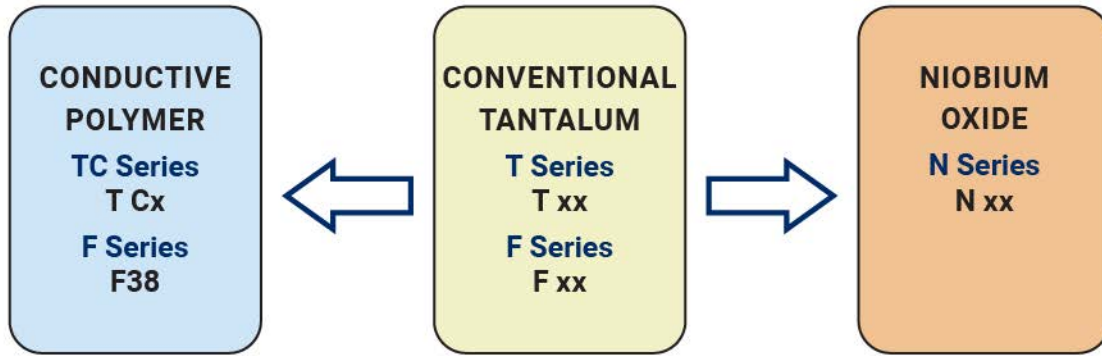 CONDUCTIVE
POLYMER
TC Series
T Cx
F Series
F38
CONVENTIONAL
TANTALUM
T Series
T xx
F Series
F xx
NIOBIUM
OXIDE
N Series
N xx